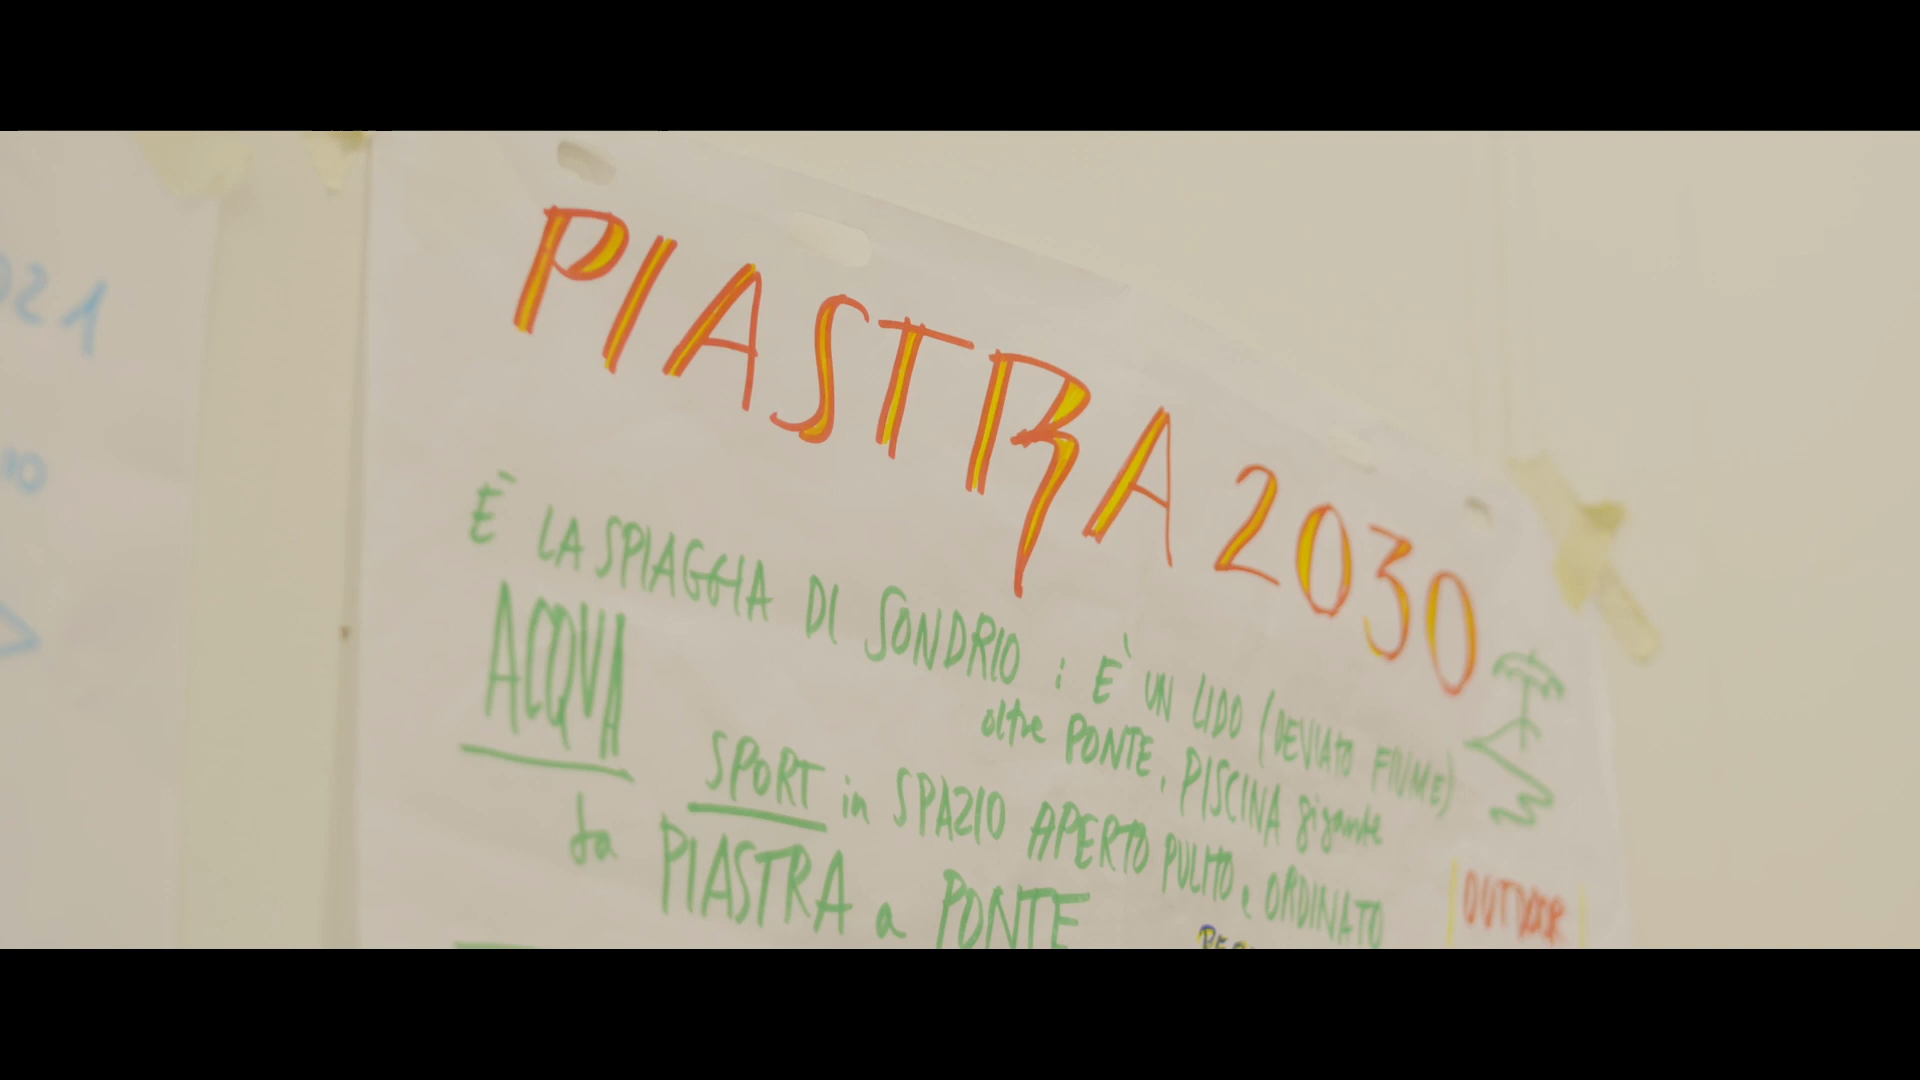 PIASTRA 2030
È LA SPIAGGIA DI SONDRIO : E' UN LIDO (DEVIATO FIUME)
oltre PONTE, PISCINA gigante
ACQUA
SPORT in SPAZIO APERTO PULITO e ORDINATO
da PIASTRA a PONTE
OUTDOOR